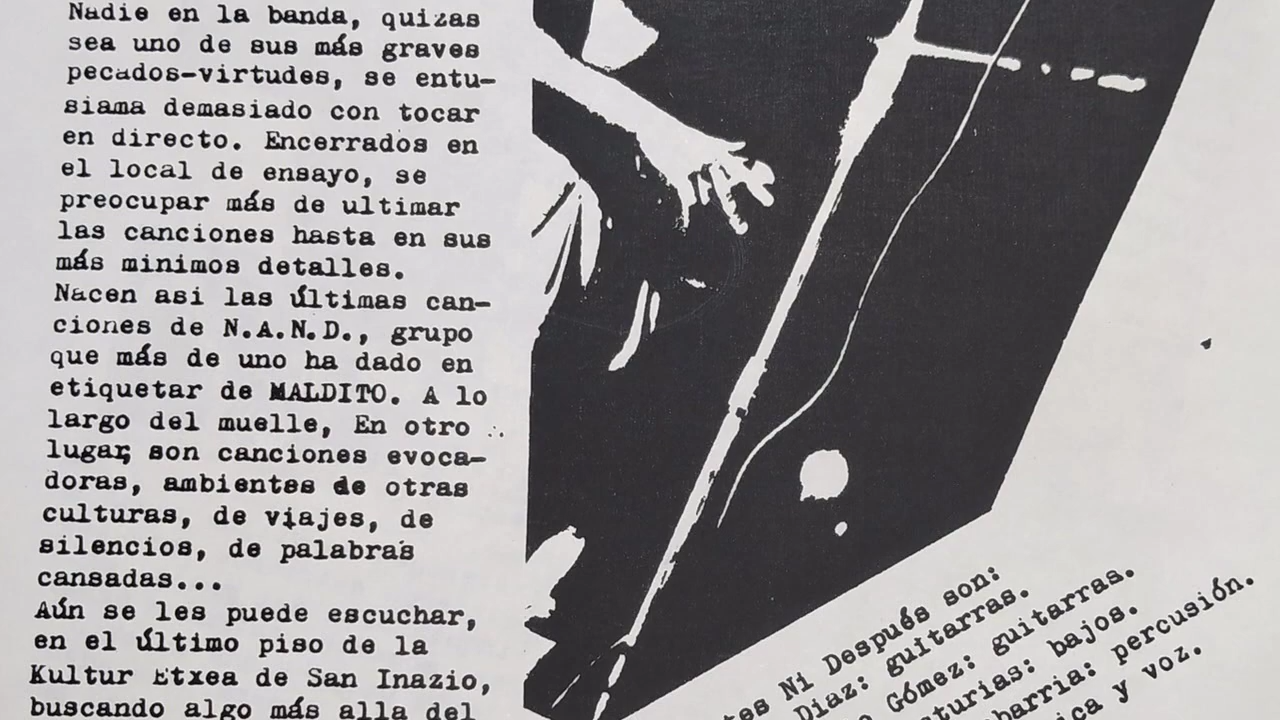 Nadie en la banda, quizas
sea uno de sus más graves
pecados-virtudes, se entu-
siama demasiado con tocar
en directo. Encerrados en
el local de ensayo, se
preocupar más de ultimar
las canciones hasta en sus
más minimos detalles.
Nacen asi las últimas can-
ciones de N.A.N.D., grupo
que más de uno ha dado en
etiquetar de MALDITO. A lo
largo del muelle, En otro
lugar, son canciones evoca-
doras, ambientes de otras
culturas, de viajes, de
silencios, de palabras
cansadas...
Aún se les puede escuchar,
en el último piso de la
Kultur Etxea de San Inazio,
buscando algo más alla del
tes Ni Después son:
Diaz: guitarras.
Gómez: guitarras.
sturias: bajos.
barria: percusión.
ica y voz.